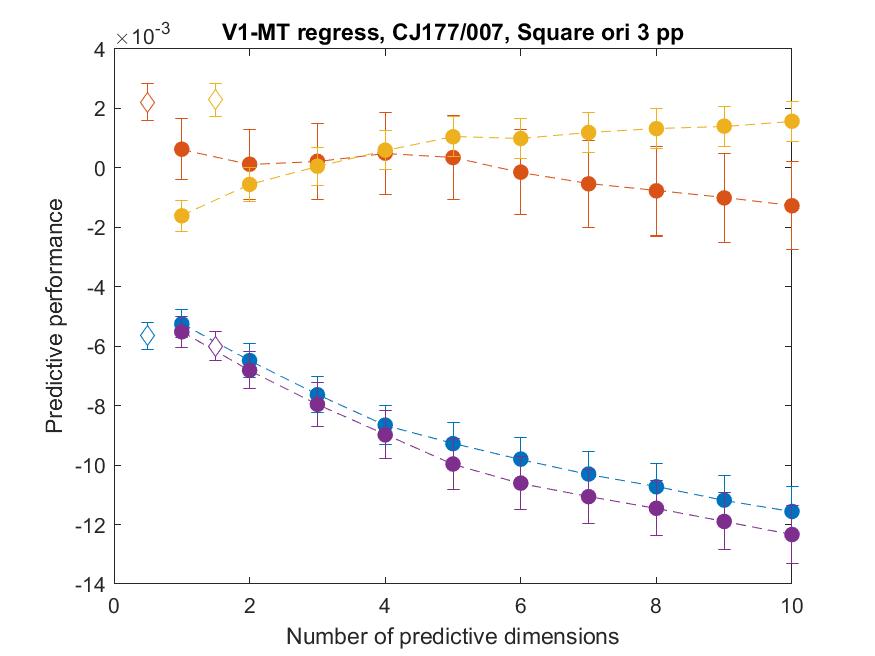 ×10-3
V1-MT regress, CJ177/007, Square ori 3 pp
4
2
0
-2
-4
-6
-8
-10
-12
-14
Predictive performance
0 2 4 6 8 10
Number of predictive dimensions